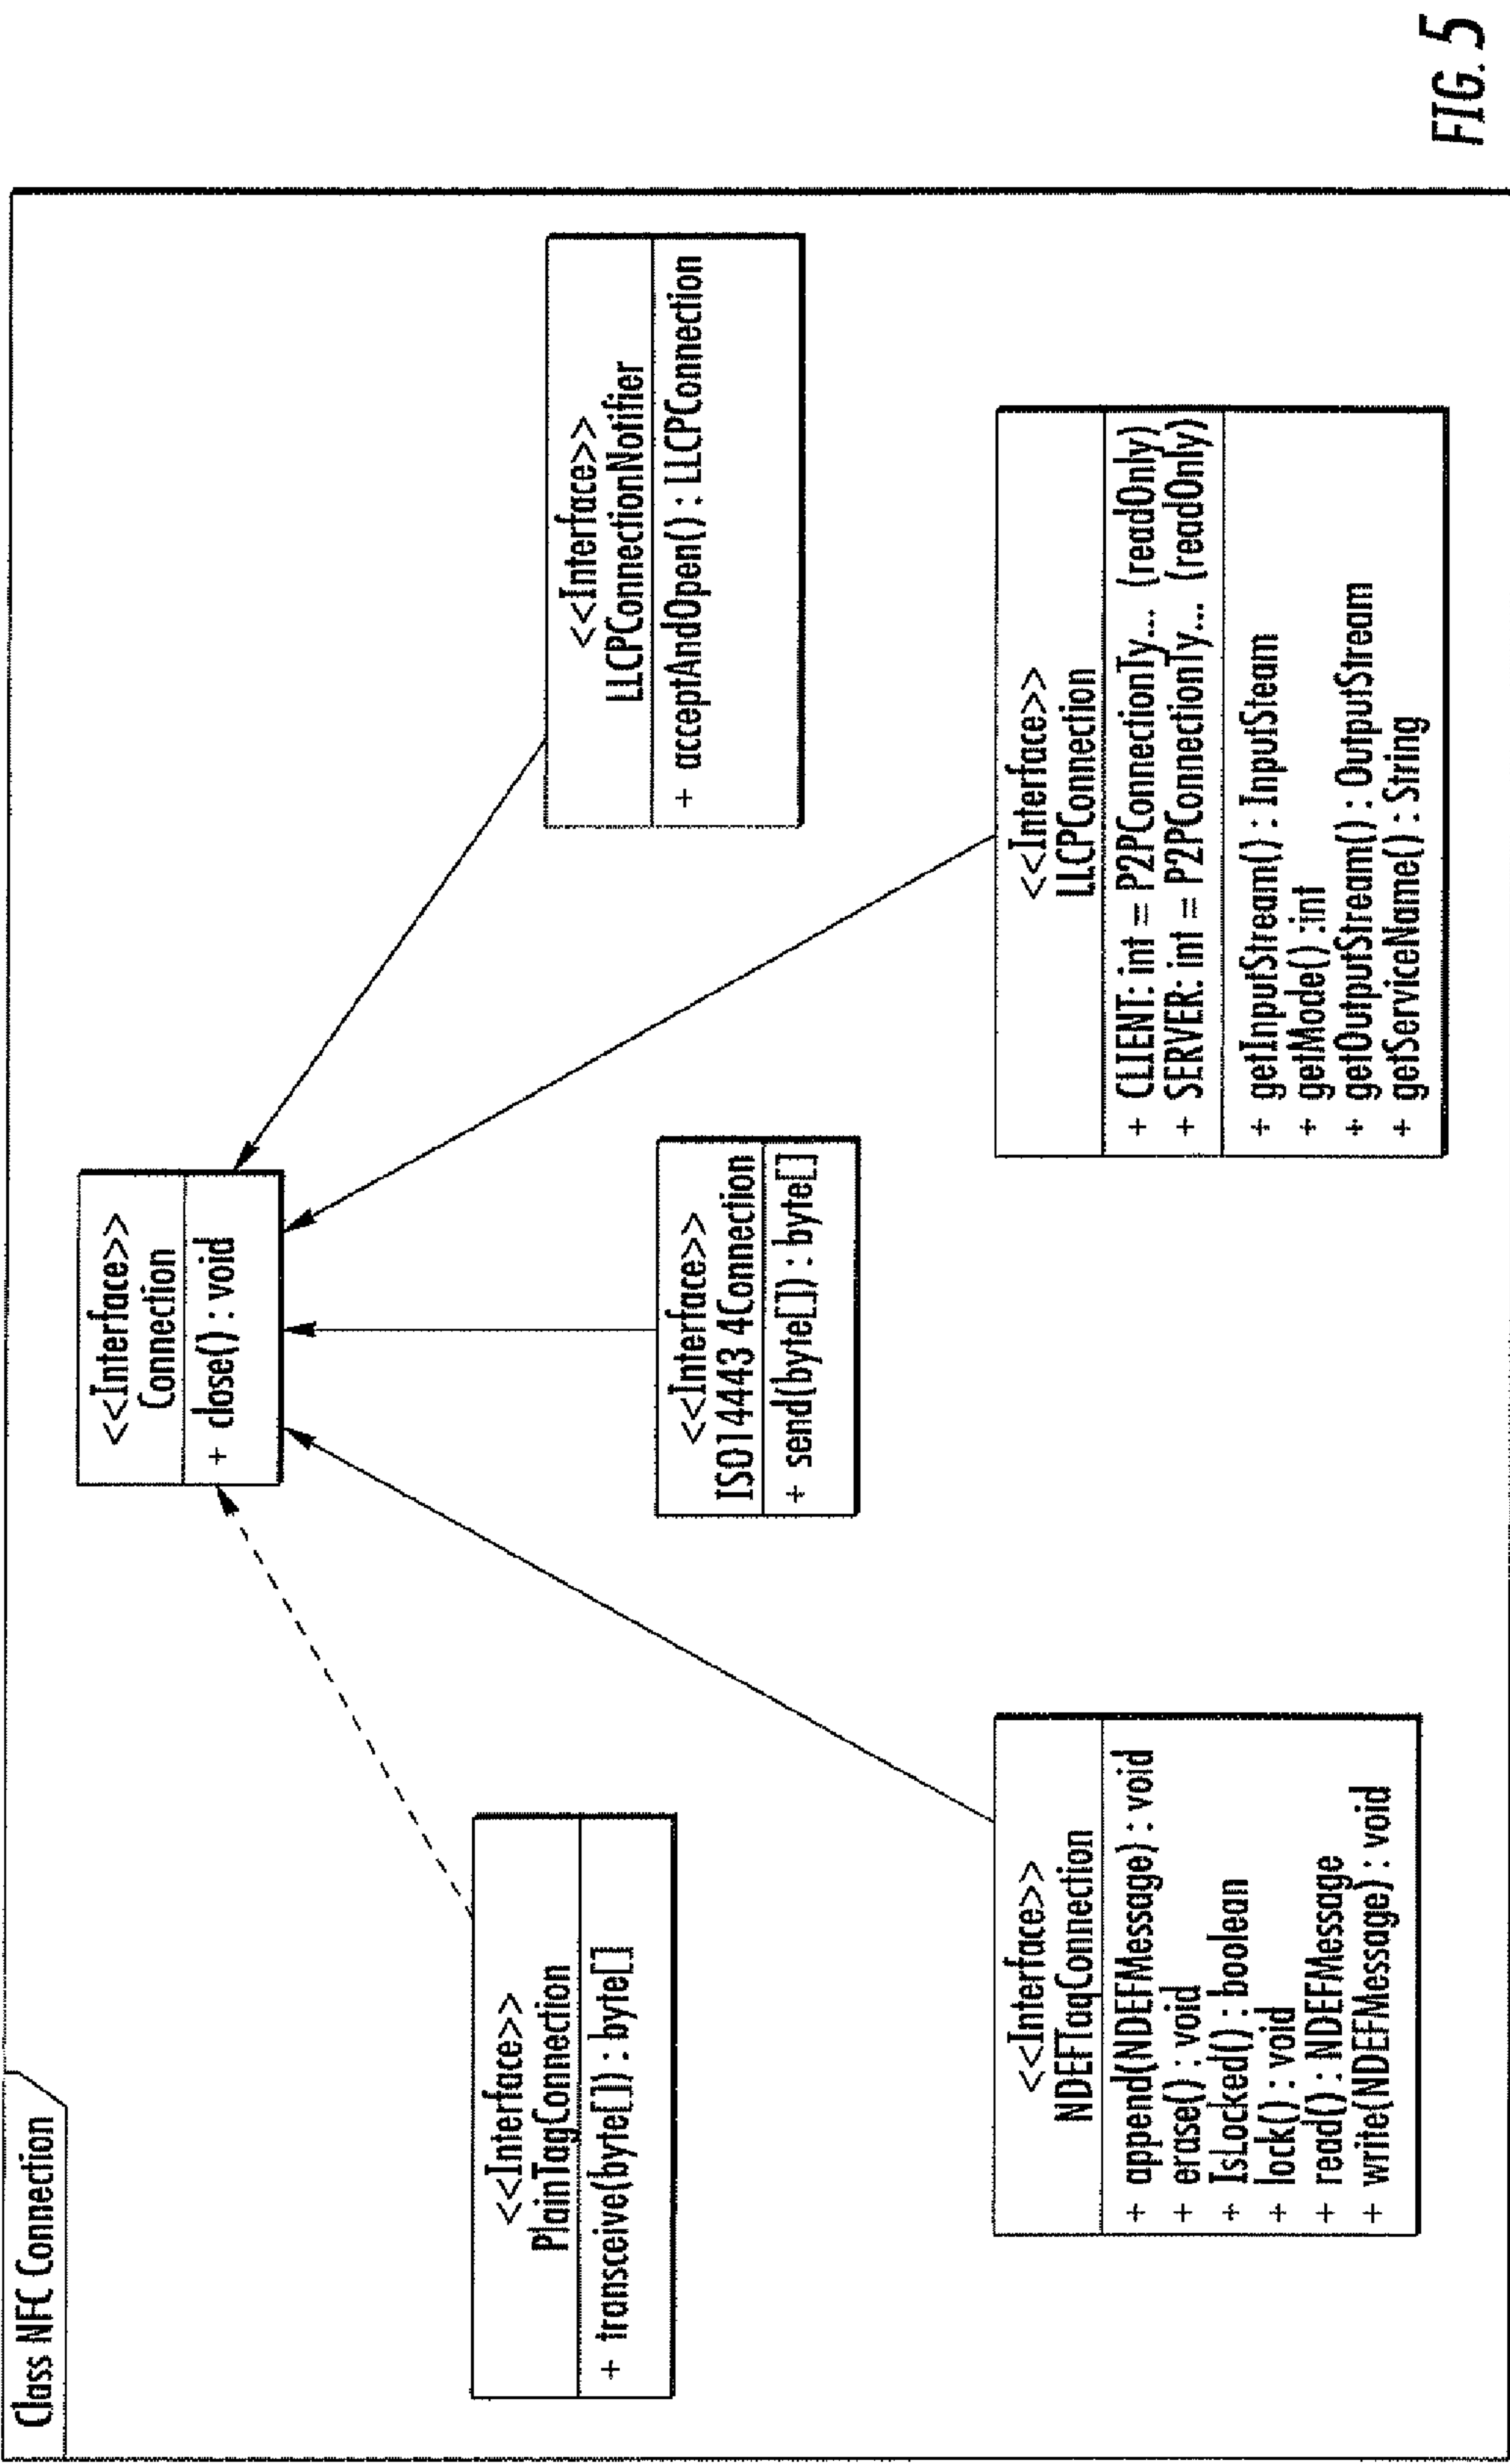 Class NFC Connection
<<Interface>>
Connection
+ close() : void
<<Interface>>
PlainTagConnection
+ transceive(byte[]) : byte[]
<<Interface>>
LLCPConnectionNotifier
+ acceptAndOpen() : LLCPConnection
<<Interface>>
ISO14443 4Connection
+ send(byte[]) : byte[]
<<Interface>>
NDEFTagConnection
+ append(NDEFMessage) : void
+ erase() : void
+ IsLocked() : boolean
+ lock() : void
+ read() : NDEFMessage
+ write(NDEFMessage) : void
<<Interface>>
LLCPConnection
+ CLIENT: int = P2PConnectionTy... (readOnly)
+ SERVER: int = P2PConnectionTy... (readOnly)
+ getInputStream() : InputSteam
+ getMode() :int
+ getOutputStream() : OutputStream
+ getServiceName() : String
FIG. 5